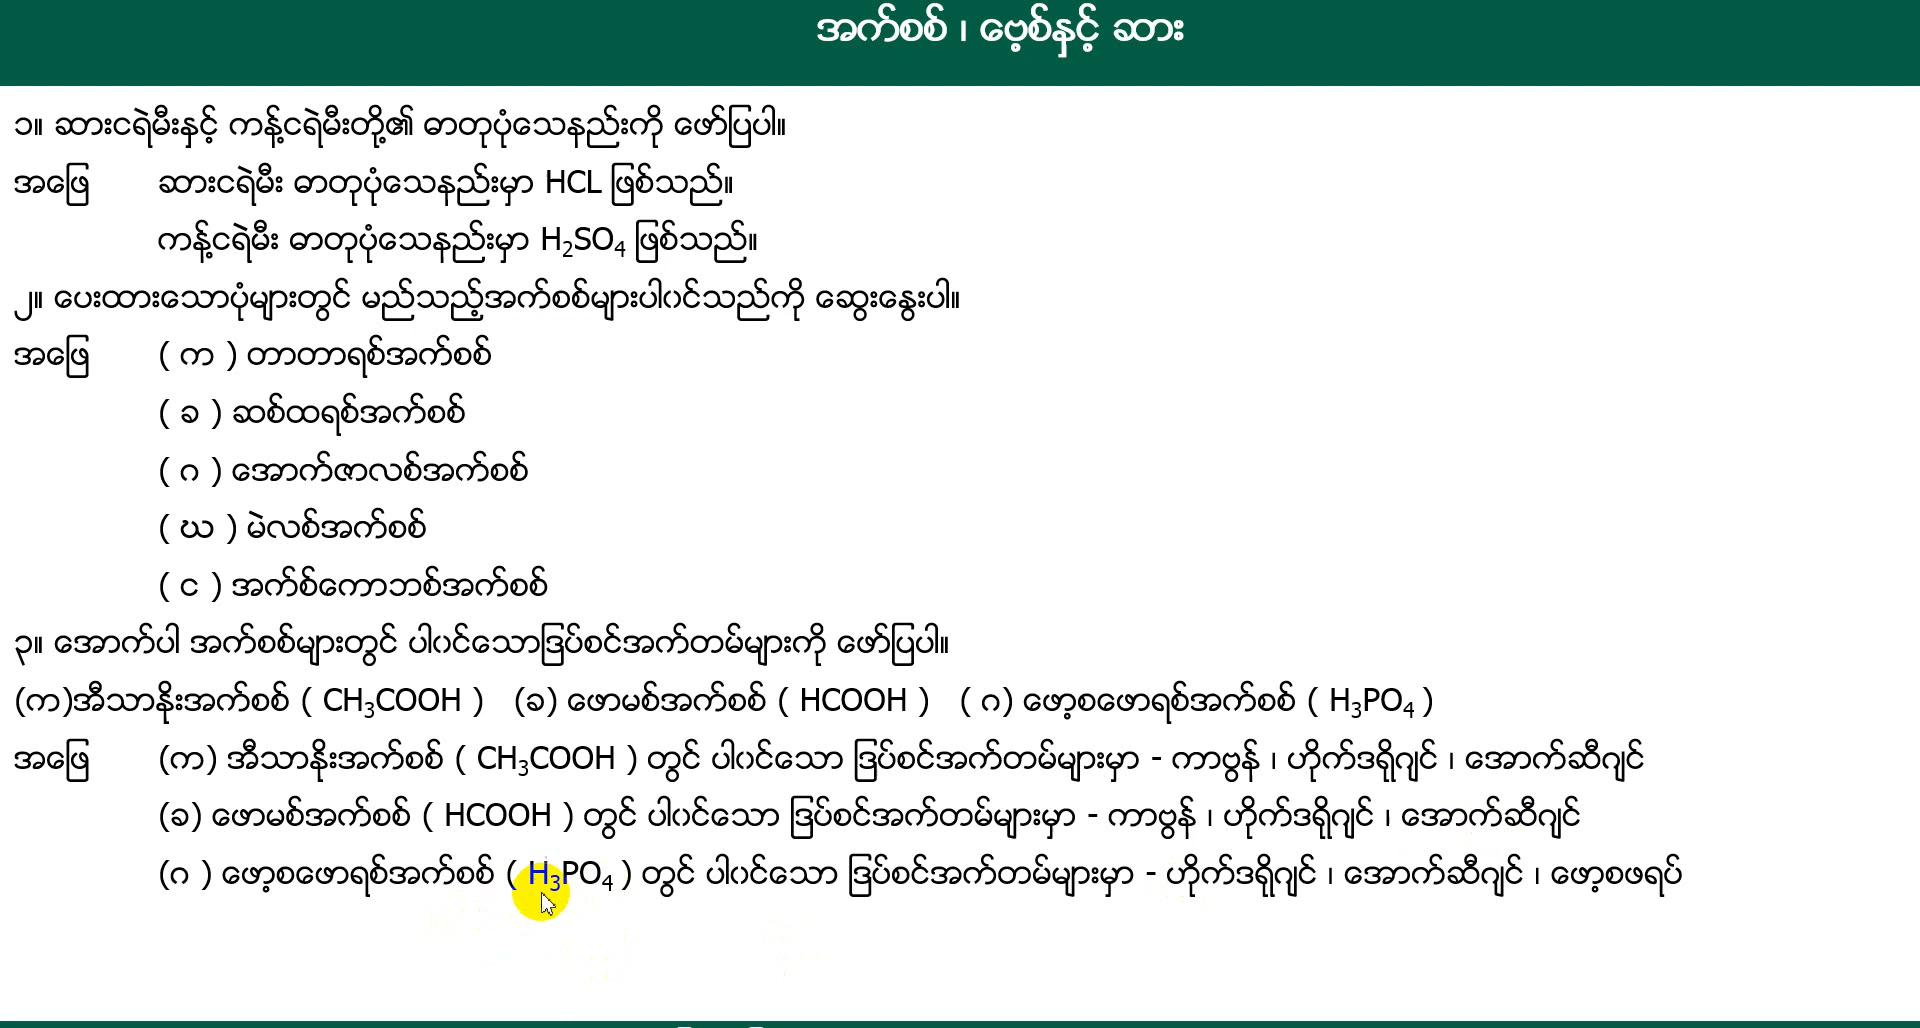 အက်စစ် ၊ ဗေ့စ်နှင့် ဆား
၁။ ဆားငရဲမီးနှင့် ကန့်ငရဲမီးတို့၏ ဓာတုပုံသေနည်းကို ဖော်ပြပါ။
အဖြေ ဆားငရဲမီး ဓာတုပုံသေနည်းမှာ HCL ဖြစ်သည်။
ကန့်ငရဲမီး ဓာတုပုံသေနည်းမှာ H₂SO₄ ဖြစ်သည်။
၂။ ပေးထားသောပုံများတွင် မည်သည့်အက်စစ်များပါဝင်သည်ကို ဆွေးနွေးပါ။
အဖြေ ( က ) တာတာရစ်အက်စစ်
( ခ ) ဆစ်ထရစ်အက်စစ်
( ဂ ) အောက်ဇာလစ်အက်စစ်
( ဃ ) မဲလစ်အက်စစ်
( င ) အက်စ်ကောဘစ်အက်စစ်
၃။ အောက်ပါ အက်စစ်များတွင် ပါဝင်သောဒြပ်စင်အက်တမ်များကို ဖော်ပြပါ။
(က)အီသာနိုးအက်စစ် ( CH₃COOH ) (ခ) ဖောမစ်အက်စစ် ( HCOOH ) ( ဂ) ဖော့စဖောရစ်အက်စစ် ( H₃PO₄ )
အဖြေ (က) အီသာနိုးအက်စစ် ( CH₃COOH ) တွင် ပါဝင်သော ဒြပ်စင်အက်တမ်များမှာ - ကာဗွန် ၊ ဟိုက်ဒရိုဂျင် ၊ အောက်ဆီဂျင်
(ခ) ဖောမစ်အက်စစ် ( HCOOH ) တွင် ပါဝင်သော ဒြပ်စင်အက်တမ်များမှာ - ကာဗွန် ၊ ဟိုက်ဒရိုဂျင် ၊ အောက်ဆီဂျင်
(ဂ ) ဖော့စဖောရစ်အက်စစ် ( H₃PO₄ ) တွင် ပါဝင်သော ဒြပ်စင်အက်တမ်များမှာ - ဟိုက်ဒရိုဂျင် ၊ အောက်ဆီဂျင် ၊ ဖော့စဖရပ်